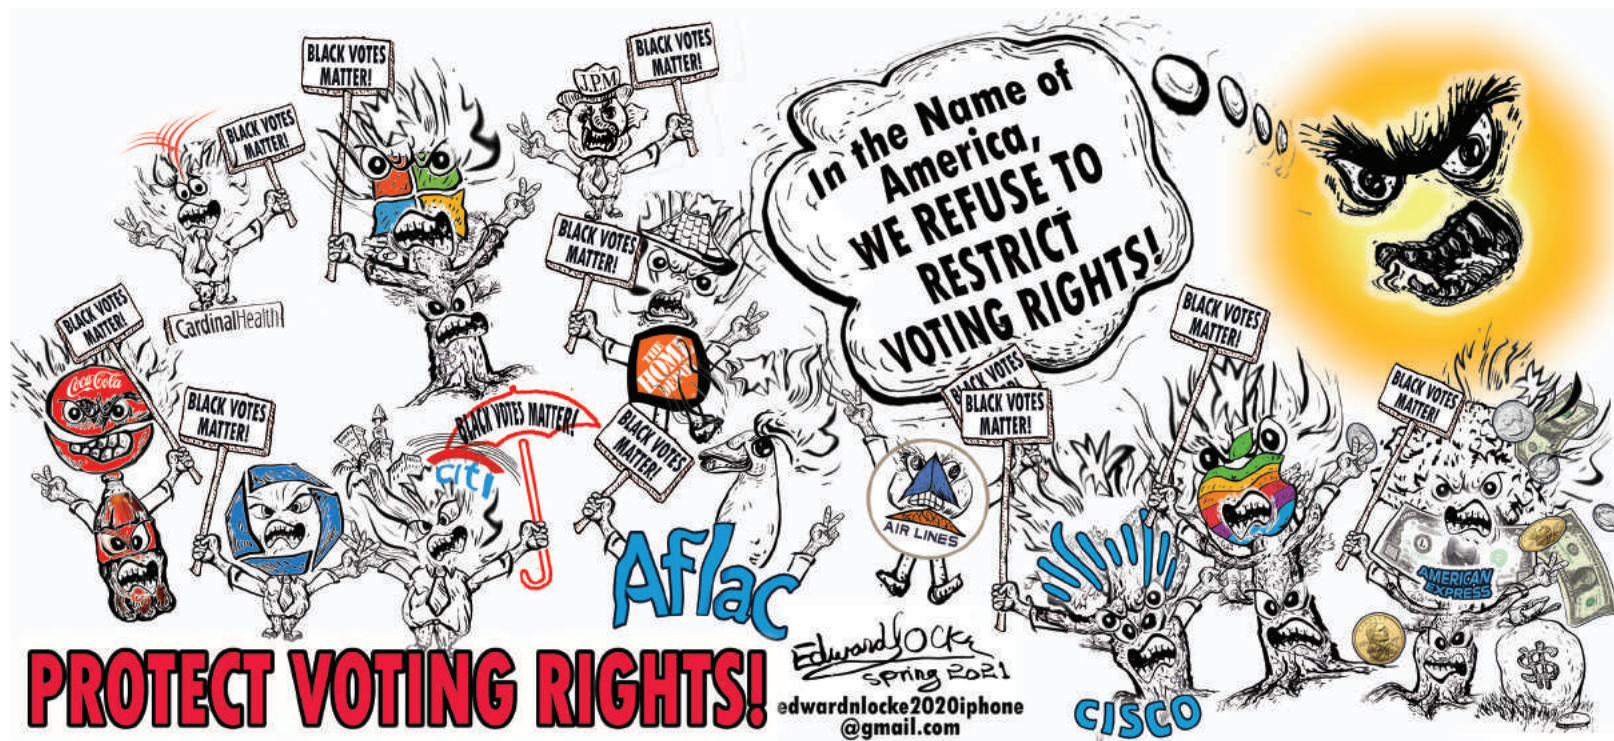 BLACK VOTES
MATTER!
BLACK VOTES
MATTER!
J.P.M
BLACK VOTES
MATTER!
In the Name of
America,
WE REFUSE TO
RESTRICT
VOTING RIGHTS!
CardinalHealth
BLACK VOTES
MATTER!
THE
HOME
BLACK VOTES
MATTER!
Coca-Cola
BLACK VOTES
MATTER!
BLACK VOTES MATTER!
citi
BLACK VOTES
MATTER!
Aflac
AIR LINES
BLACK VOTES
BLACK VOTES
MATTER!
BLACK VOTES
MATTER!
CISCO
BLACK VOTES
MATTER!
AMERICAN
EXPRESS
PROTECT VOTING RIGHTS!
Edward Locke
Spring 2021
edwardnlocke2020iphone
@gmail.com